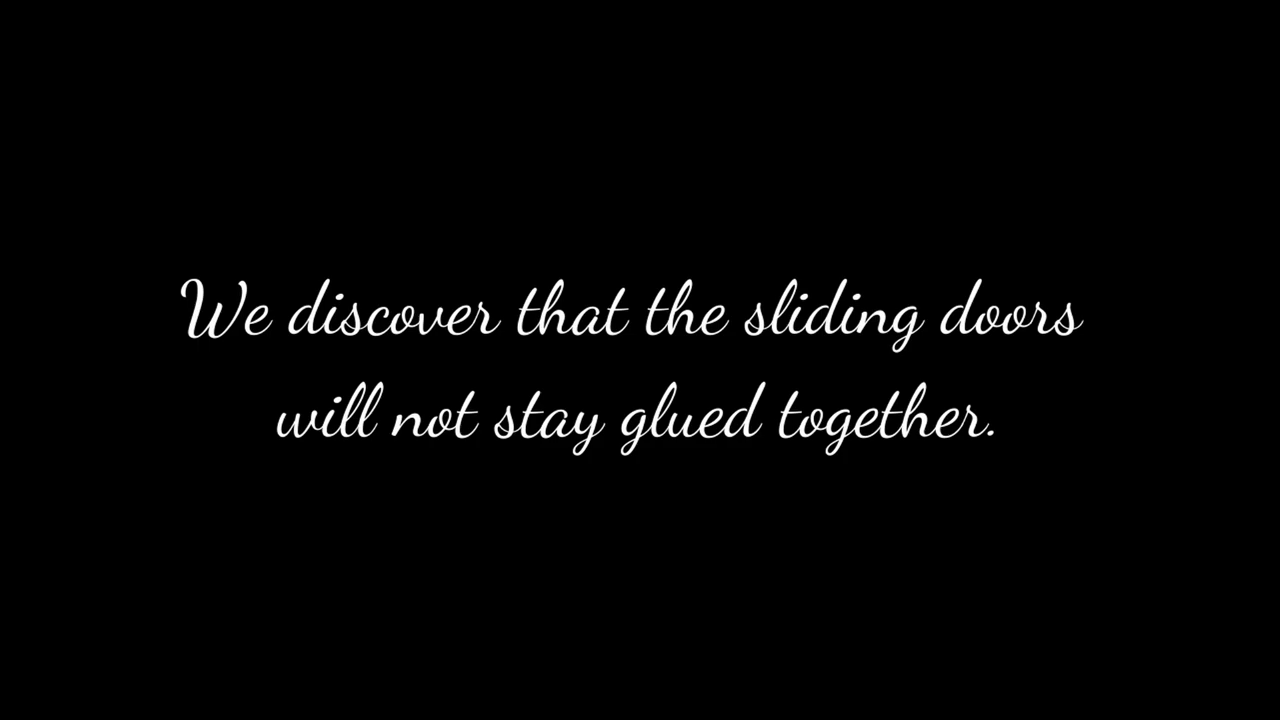 We discover that the sliding doors
will not stay glued together.